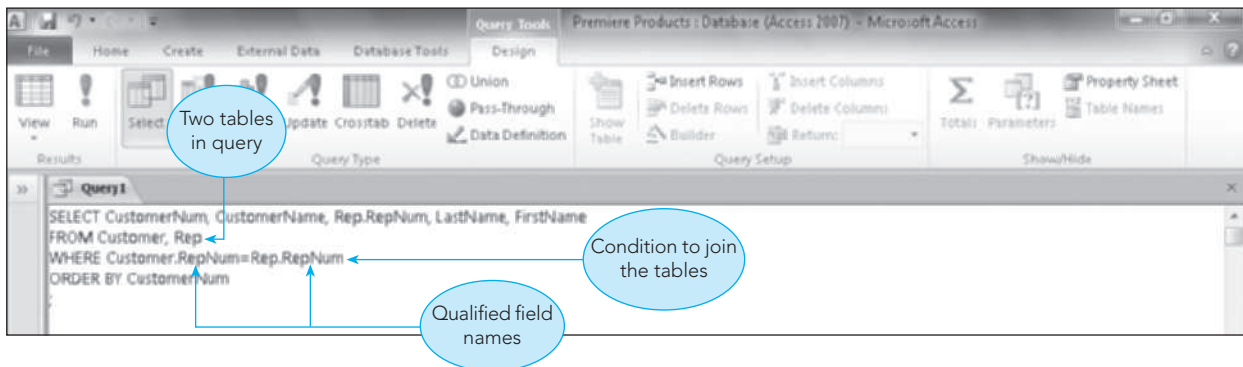 A
Query Tools
Premiere Products : Database (Access 2007) - Microsoft Access
File Home Create External Data Database Tools Design
View
Run
Select
Update
Crosstab
Delete
Union
Pass-Through
Data Definition
Show
Table
Insert Rows
Delete Rows
Builder
Insert Columns
Delete Columns
Return:
Totals
Parameters
Property Sheet
Table Names
Results
Query Type
Query Setup
Show/Hide
Two tables
in query
Query1
SELECT CustomerNum, CustomerName, Rep.RepNum, LastName, FirstName
FROM Customer, Rep
WHERE Customer.RepNum=Rep.RepNum
ORDER BY CustomerNum
;
Condition to join
the tables
Qualified field
names